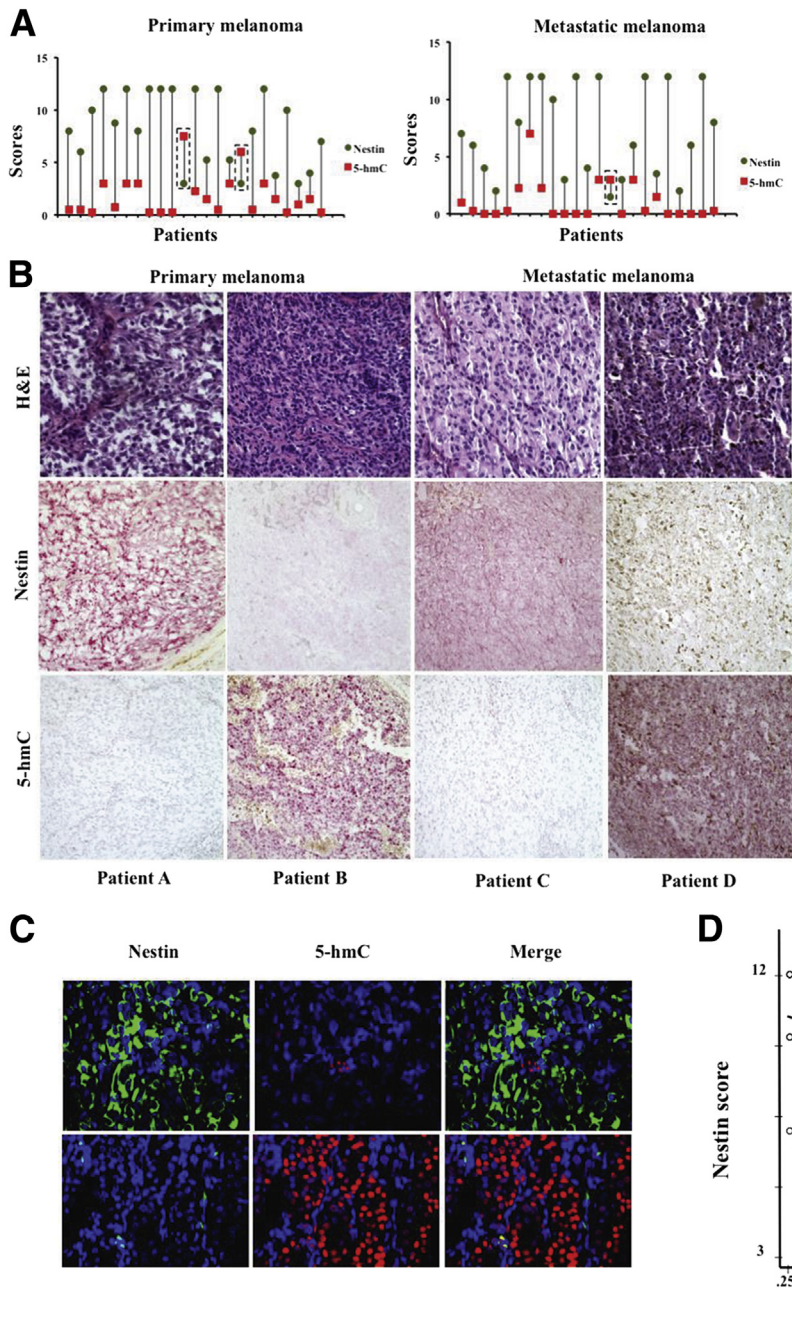 A
Primary melanoma
Metastatic melanoma
15
10
5
0
Scores
Nestin
5-hmC
Patients
15
10
5
0
Scores
Nestin
5-hmC
Patients
B
Primary melanoma
Metastatic melanoma
H&E
Nestin
5-hmC
Patient A
Patient B
Patient C
Patient D
C
Nestin
5-hmC
Merge
D
12
Nestin score
3
.25